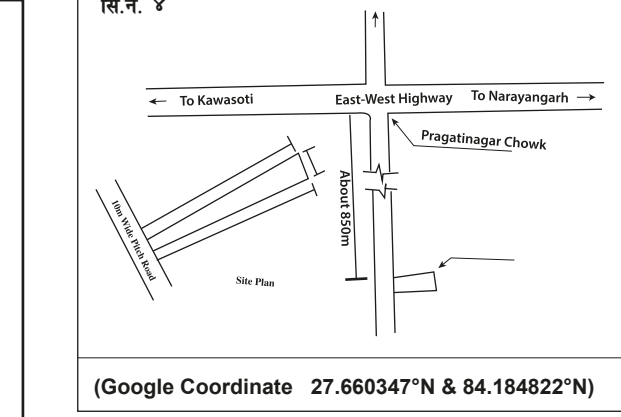 सि.नं. ४
← To Kawasoti East-West Highway To Narayangarh →
Pragatinagar Chowk
About 850m
10m Wide Pitch Road
Site Plan
(Google Coordinate 27.660347°N & 84.184822°N)